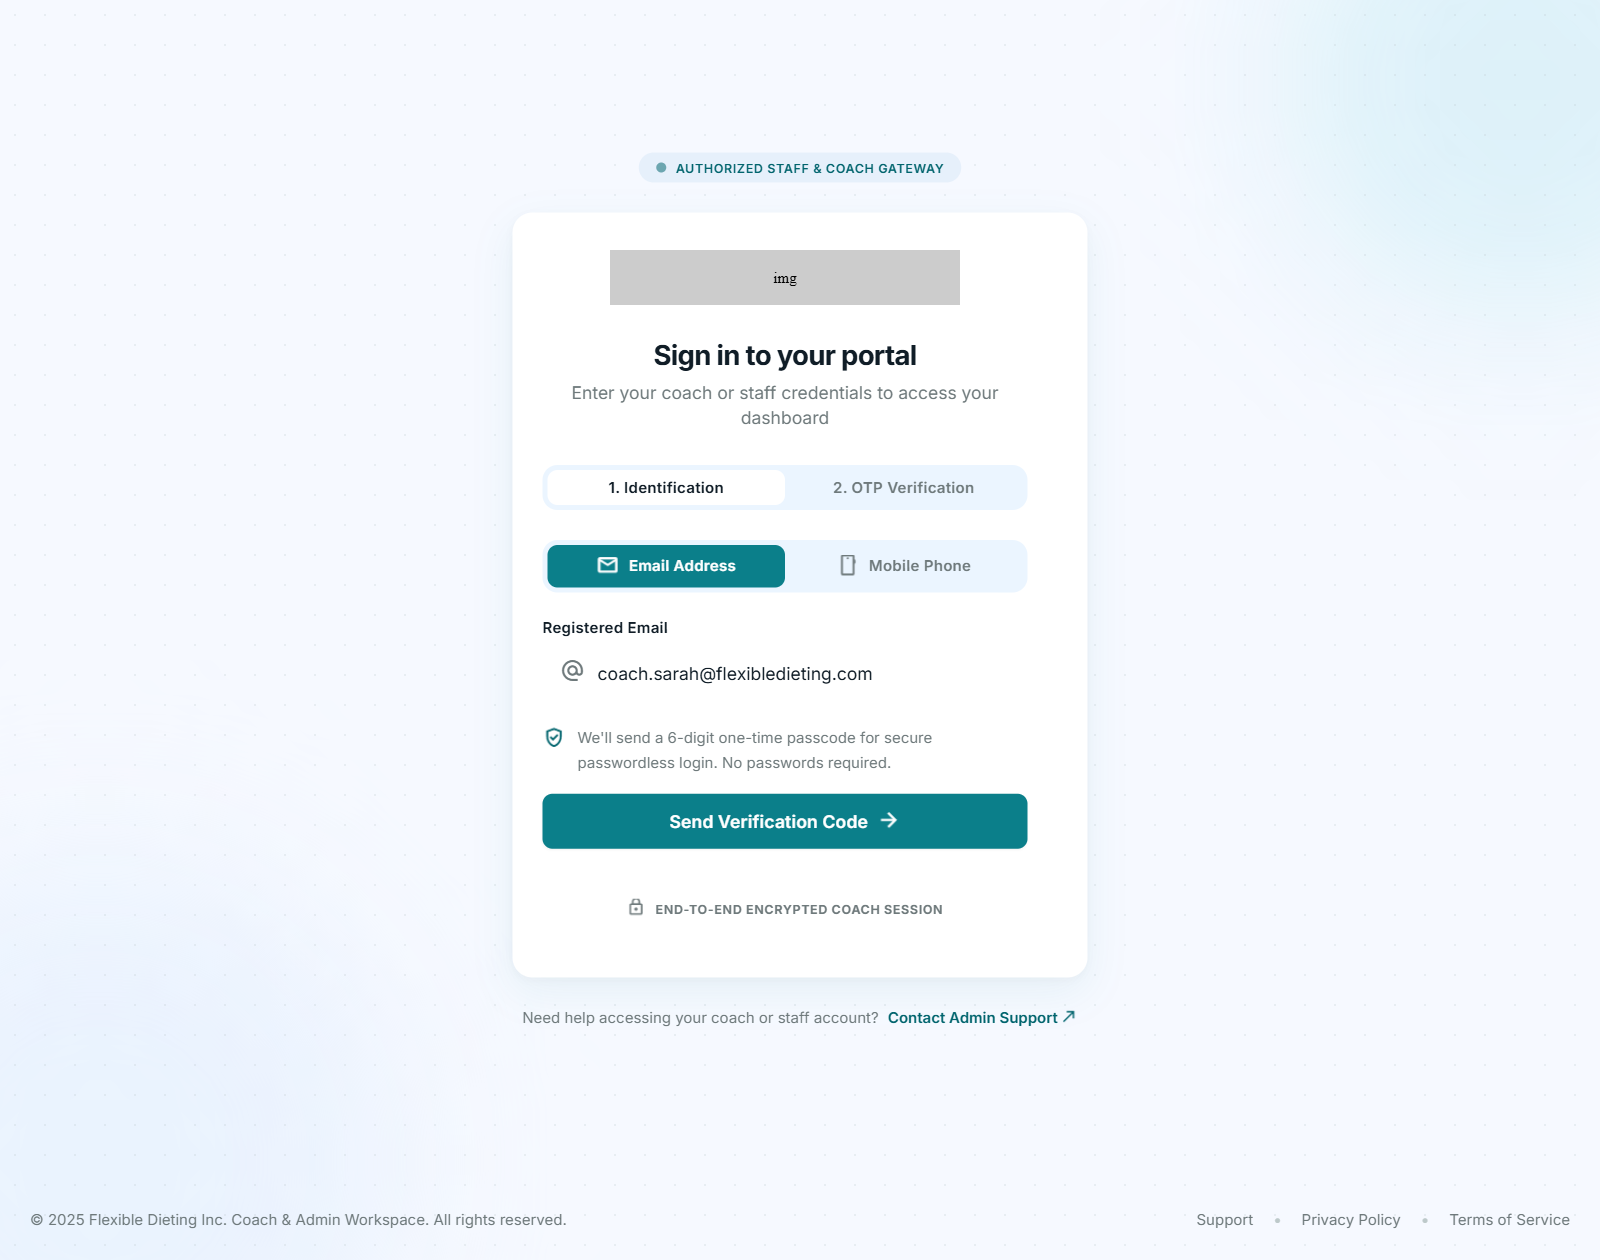 AUTHORIZED STAFF & COACH GATEWAY
img
Sign in to your portal
Enter your coach or staff credentials to access your
dashboard
1. Identification
2. OTP Verification
Email Address
Mobile Phone
Registered Email
coach.sarah@flexibledieting.com
We'll send a 6-digit one-time passcode for secure
passwordless login. No passwords required.
Send Verification Code →
END-TO-END ENCRYPTED COACH SESSION
Need help accessing your coach or staff account? Contact Admin Support ↗
© 2025 Flexible Dieting Inc. Coach & Admin Workspace. All rights reserved.
Support • Privacy Policy • Terms of Service